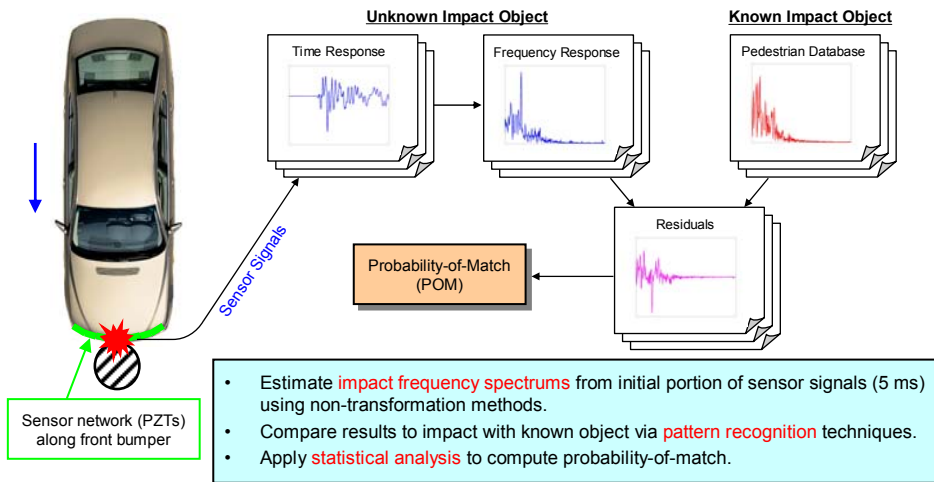 Unknown Impact Object
Known Impact Object
Time Response
Frequency Response
Pedestrian Database
Sensor Signals
Residuals
Probability-of-Match
(POM)
Sensor network (PZTs)
along front bumper
• Estimate impact frequency spectrums from initial portion of sensor signals (5 ms)
using non-transformation methods.
• Compare results to impact with known object via pattern recognition techniques.
• Apply statistical analysis to compute probability-of-match.